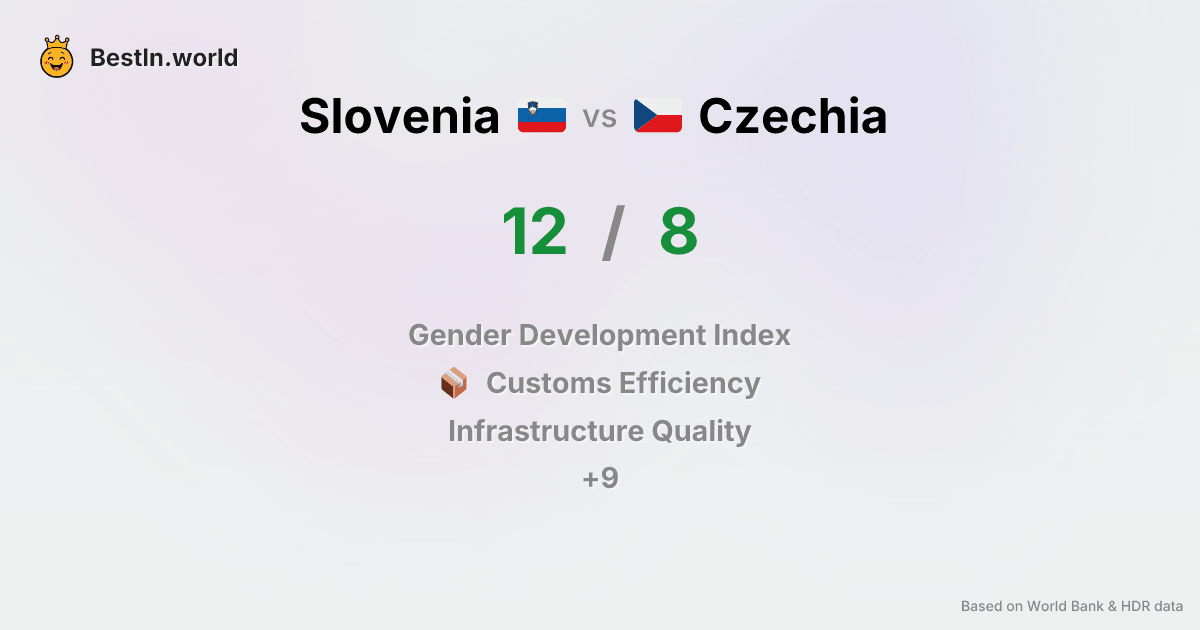 BestIn.world
Slovenia vs Czechia
12 / 8
Gender Development Index
Customs Efficiency
Infrastructure Quality
+9
Based on World Bank & HDR data